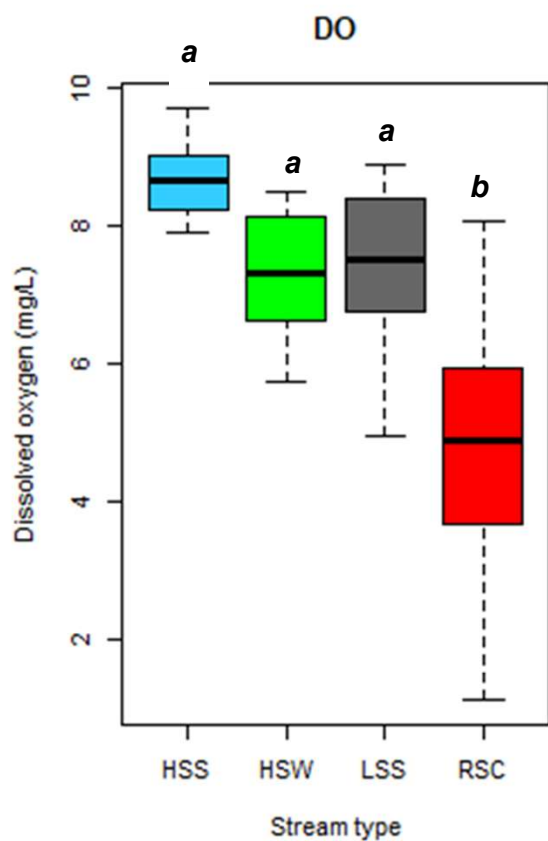 DO
a
a
a
b
10
8
6
4
2
Dissolved oxygen (mg/L)
HSS HSW LSS RSC
Stream type